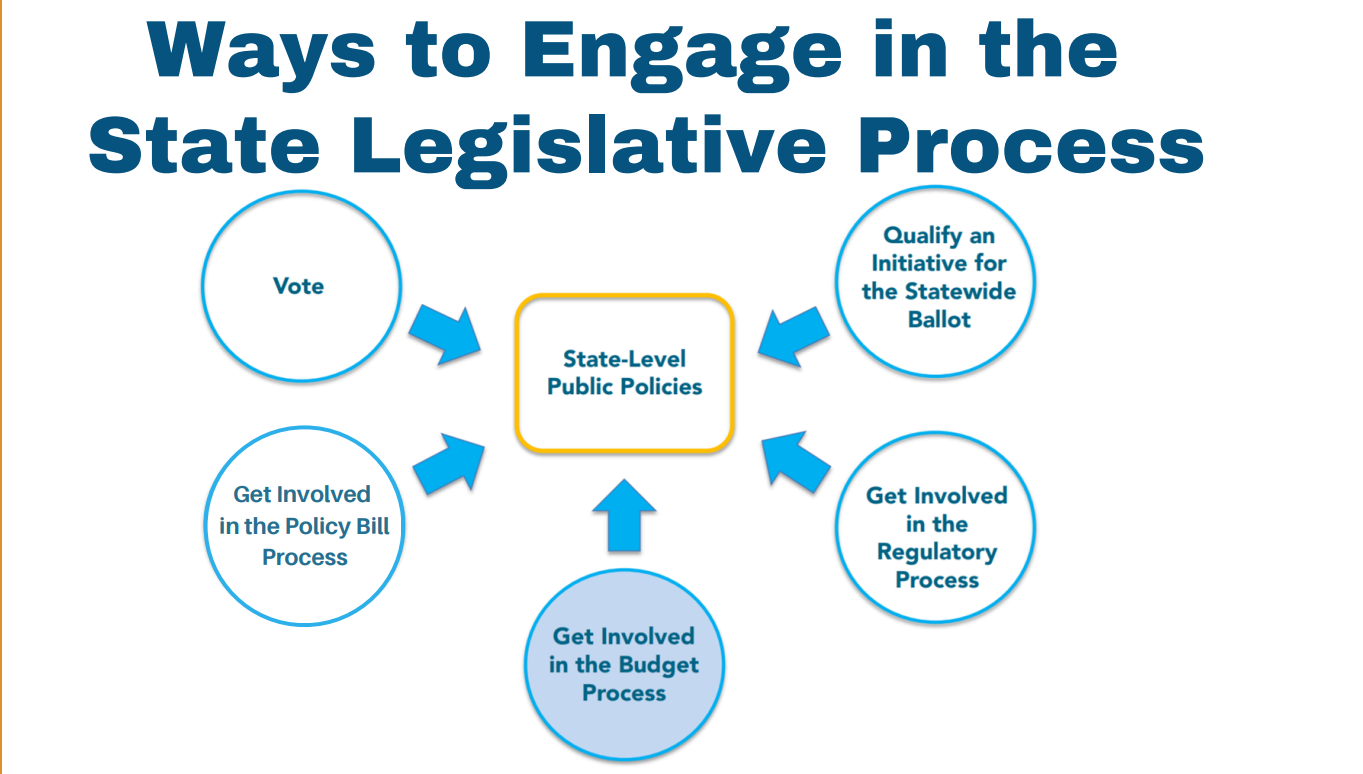 Ways to Engage in the
State Legislative Process
Vote
Qualify an
Initiative for
the Statewide
Ballot
State-Level
Public Policies
Get Involved
in the Policy Bill
Process
Get Involved
in the
Regulatory
Process
Get Involved
in the Budget
Process